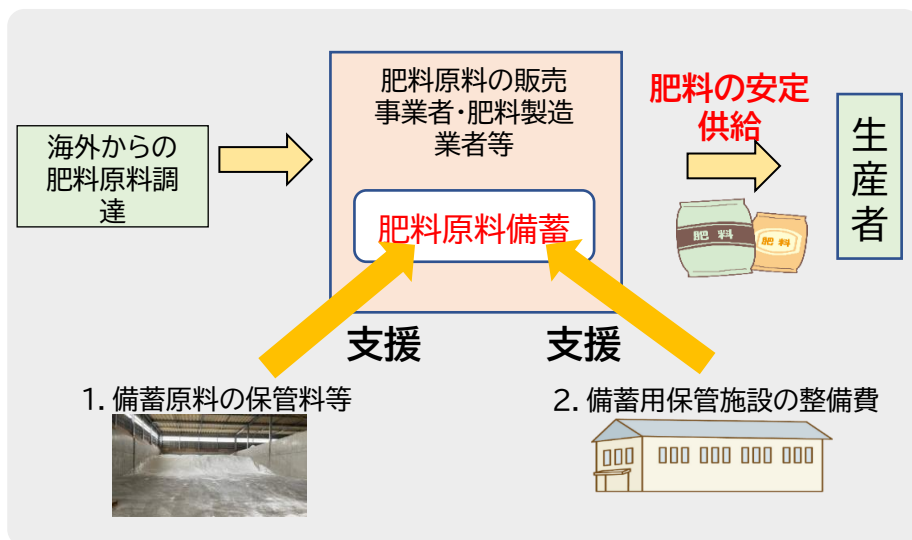 海外からの
肥料原料調
達
肥料原料の販売
事業者・肥料製造
業者等
肥料原料備蓄
肥料の安定
供給
肥料
肥料
生
産
者
支援
支援
1. 備蓄原料の保管料等
2. 備蓄用保管施設の整備費